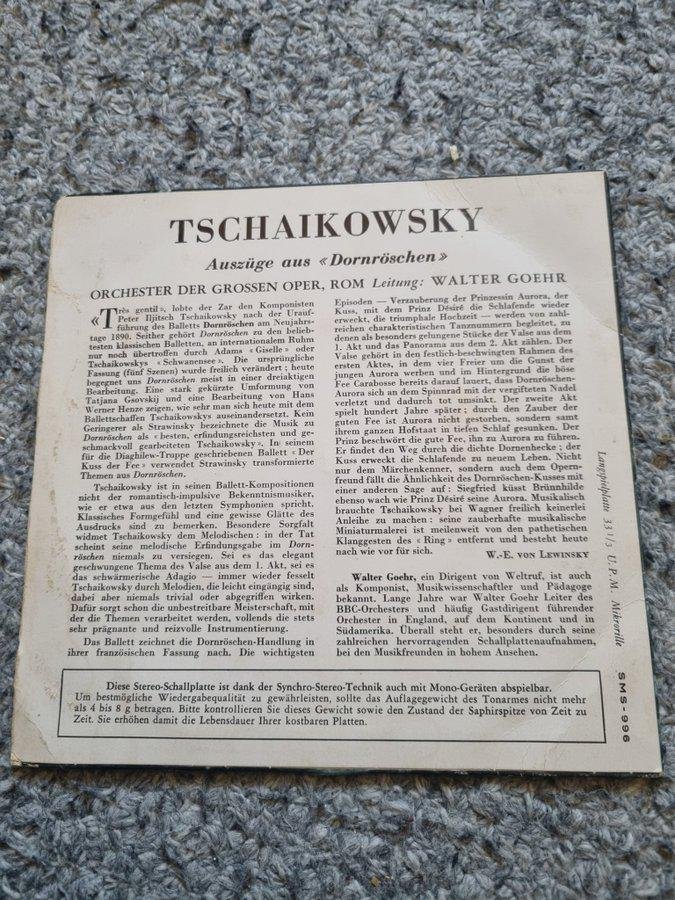 TSCHAIKOWSKY
Auszüge aus «Dornröschen»
ORCHESTER DER GROSSEN OPER, ROM Leitung: WALTER GOEHR
«Très gentil», lobte der Zar den Komponisten
Peter Iljitsch Tschaikowsky nach der Urauf-
führung des Balletts Dornröschen am Neujahrs-
tage 1890. Seither gehört Dornröschen zu den belieb-
testen klassischen Balletten, an internationalem Ruhm
nur noch übertroffen durch Adams «Giselle» oder
Tschaikowskys «Schwanensee». Die ursprüngliche
Fassung (fünf Szenen) wurde freilich verändert; heute
begegnet uns Dornröschen meist in einer dreiaktigen
Bearbeitung. Eine stark gekürzte Umformung von
Tatjana Gsovskij und eine Bearbeitung von Hans
Werner Henze zeigen, wie sehr man sich heute mit dem
Ballettschaffen Tschaikowskys auseinandersetzt. Kein
Geringerer als Strawinsky bezeichnete die Musik zu
Dornröschen als «besten, erfindungsreichsten und ge-
schmackvoll gearbeiteten Tschaikowsky». In seinem
für die Diaghilew-Truppe geschriebenen Ballett «Der
Kuss der Fee» verwendet Strawinsky transformierte
Themen aus Dornröschen.
Tschaikowsky ist in seinen Ballett-Kompositionen
nicht der romantisch-impulsive Bekenntnismusiker,
wie er etwa aus den letzten Symphonien spricht.
Klassisches Formgefühl und eine gewisse Glätte des
Ausdrucks sind zu bemerken. Besondere Sorgfalt
widmet Tschaikowsky dem Melodischen: in der Tat
scheint seine melodische Erfindungsgabe im Dorn-
röschen niemals zu versiegen. Sei es das elegant
geschwungene Thema des Valse aus dem 1. Akt, sei es
das schwärmerische Adagio — immer wieder fesselt
Tschaikowsky durch Melodien, die leicht eingängig sind,
dabei aber niemals trivial oder abgegriffen wirken.
Dafür sorgt schon die unbestreitbare Meisterschaft, mit
der die Themen verarbeitet werden, vollends die stets
sehr prägnante und reizvolle Instrumentierung.
Das Ballett zeichnet die Dornröschen-Handlung in
ihrer französischen Fassung nach. Die wichtigsten
Episoden — Verzauberung der Prinzessin Aurora, der
Kuss, mit dem Prinz Désiré die Schlafende wieder
erweckt, die triumphale Hochzeit — werden von zahl-
reichen charakteristischen Tanznummern begleitet, zu
denen als besonders gelungene Stücke der Valse aus dem
1. Akt und das Panorama aus dem 2. Akt zählen. Der
Valse gehört in den festlich-beschwingten Rahmen des
ersten Aktes, in dem vier Freier um die Gunst der
jungen Aurora werben und im Hintergrund die böse
Fee Carabosse bereits darauf lauert, dass Dornröschen-
Aurora sich an dem Spinnrad mit der vergifteten Nadel
verletzt und dadurch tot umsinkt. Der zweite Akt
spielt hundert Jahre später; durch den Zauber der
guten Fee ist Aurora nicht gestorben, sondern samt
ihrem ganzen Hofstaat in tiefen Schlaf gesunken. Der
Prinz beschwört die gute Fee, ihn zu Aurora zu führen.
Er findet den Weg durch die dichte Dornenhecke; der
Kuss erweckt die Schlafende zu neuem Leben. Nicht
nur dem Märchenkenner, sondern auch dem Opern-
freund fällt die Ähnlichkeit des Dornröschen-Kusses mit
einer anderen Sage auf: Siegfried küsst Brünnhilde
ebenso wach wie Prinz Désiré seine Aurora. Musikalisch
brauchte Tschaikowsky bei Wagner freilich keinerlei
Anleihe zu machen: seine zauberhafte musikalische
Miniaturmalerei ist meilenweit von den pathetischen
Klanggesten des «Ring» entfernt und besteht heute
nach wie vor für sich.
W.-E. VON LEWINSKY
Walter Goehr, ein Dirigent von Weltruf, ist auch
als Komponist, Musikwissenschaftler und Pädagoge
bekannt. Lange Jahre war Walter Goehr Leiter des
BBC-Orchesters und häufig Gastdirigent führender
Orchester in England, auf dem Kontinent und in
Südamerika. Überall steht er, besonders durch seine
zahlreichen hervorragenden Schallplattenaufnahmen,
bei den Musikfreunden in hohem Ansehen.
Langspielplatte 33 1/3 U.P.M. Mikrorille
SMS-996
Diese Stereo-Schallplatte ist dank der Synchro-Stereo-Technik auch mit Mono-Geräten abspielbar.
Um bestmögliche Wiedergabequalität zu gewährleisten, sollte das Auflagegewicht des Tonarmes nicht mehr
als 4 bis 8 g betragen. Bitte kontrollieren Sie dieses Gewicht sowie den Zustand der Saphirspitze von Zeit zu
Zeit. Sie erhöhen damit die Lebensdauer Ihrer kostbaren Platten.